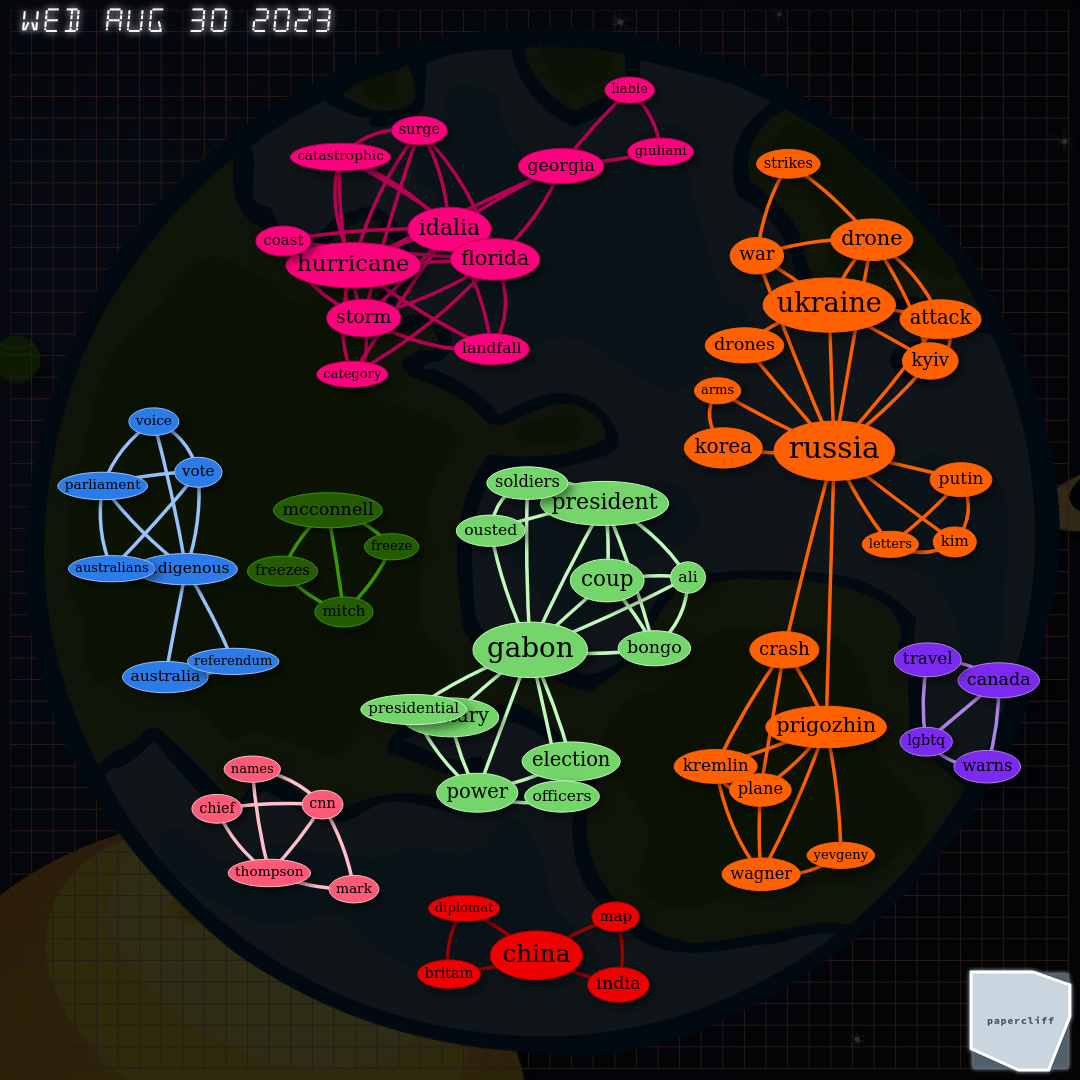 WED AUG 30 2023
liable
surge
giuliani
catastrophic
georgia
strikes
idalia
coast
drone
war
hurricane
florida
ukraine
storm
attack
drones
landfall
kyiv
category
arms
voice
korea
russia
vote
putin
parliament
soldiers
president
mcconnell
ousted
freeze
letters
kim
australians
digenous
freezes
coup
ali
mitch
gabon
bongo
crash
referendum
australia
travel
canada
presidential
ary
prigozhin
lgbtq
election
kremlin
warns
names
plane
power
officers
chief
cnn
yevgeny
thompson
wagner
mark
diplomat
map
china
britain
india
papercliff